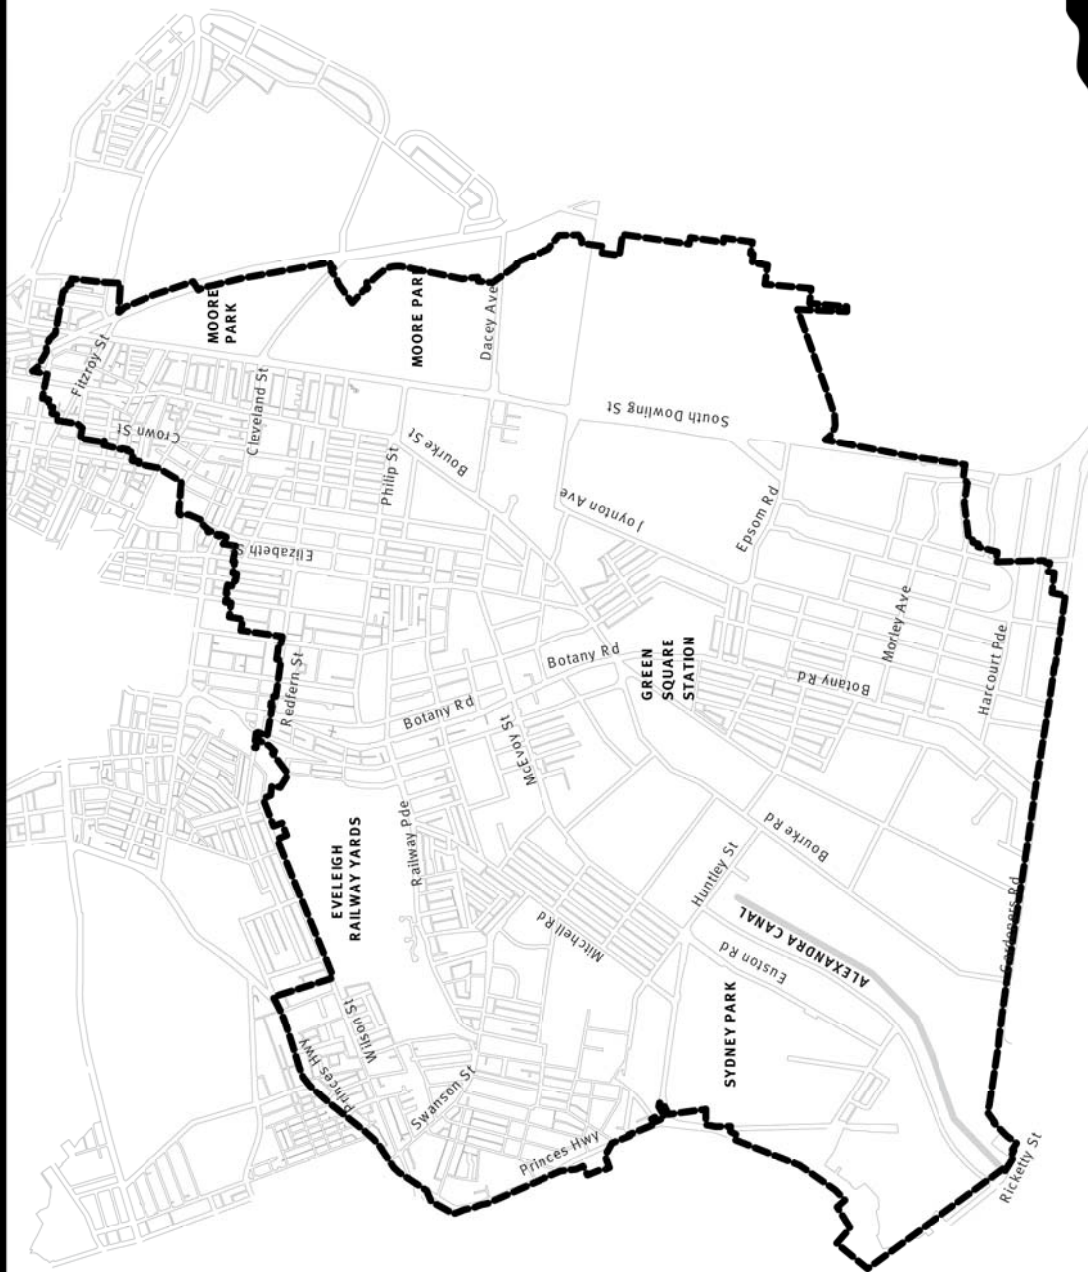 Fitzroy St
Crown St
MOORE
PARK
Cleveland St
MOORE PAR
Dacey Ave
Philip St
Bourke St
South Dowling St
Elizabeth S
Joynton Ave
Epsom Rd
Redfern St
Botany Rd
Botany Rd
GREEN
SQUARE
STATION
Botany Rd
Morley Ave
Harcourt Pde
McEvoy St
EVELEIGH
RAILWAY YARDS
Railway Pde
Mitchell Rd
Huntley St
Bourke Rd
Gardeners Rd
Euston Rd
ALEXANDRA CANAL
SYDNEY PARK
Wilson St
Princes Hwy
Swanson St
Princes Hwy
Ricketty St